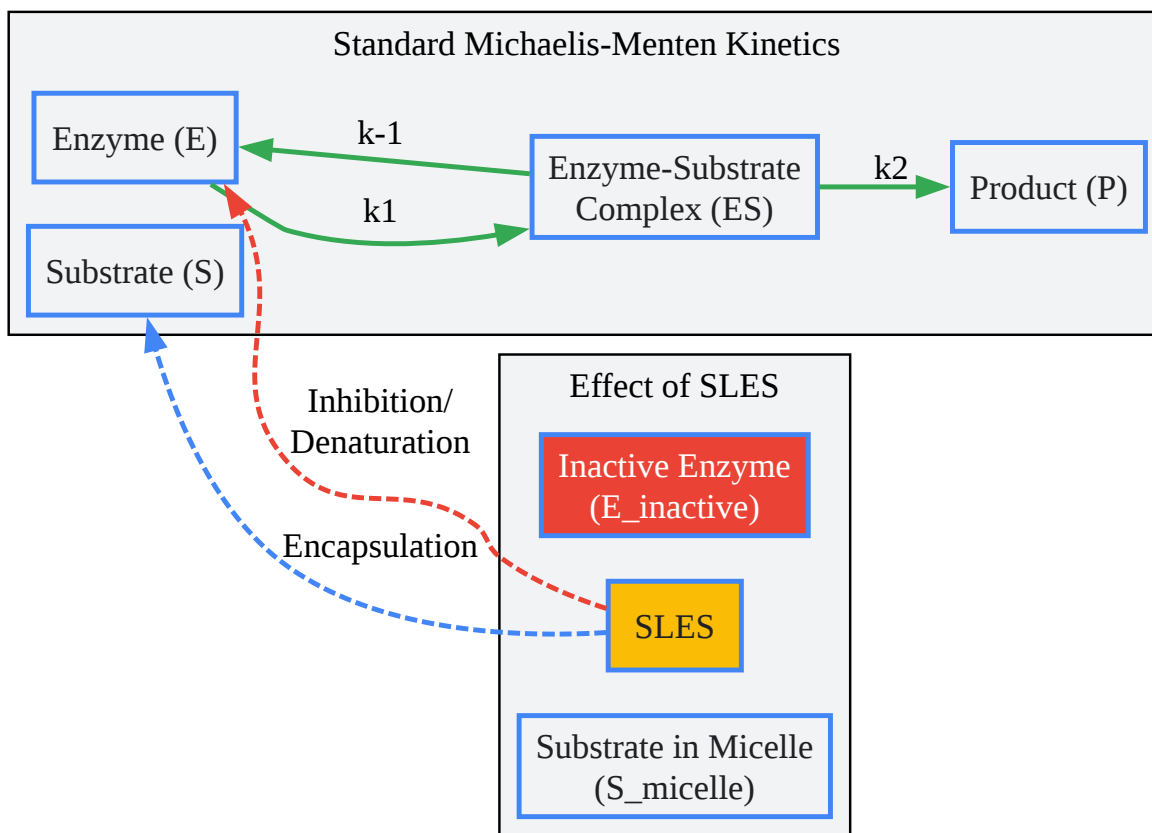 Standard Michaelis-Menten Kinetics
Enzyme (E)
k-1
k1
Enzyme-Substrate
Complex (ES)
k2
Product (P)
Substrate (S)
Effect of SLES
Inhibition/
Denaturation
Inactive Enzyme
(E_inactive)
Encapsulation
SLES
Substrate in Micelle
(S_micelle)